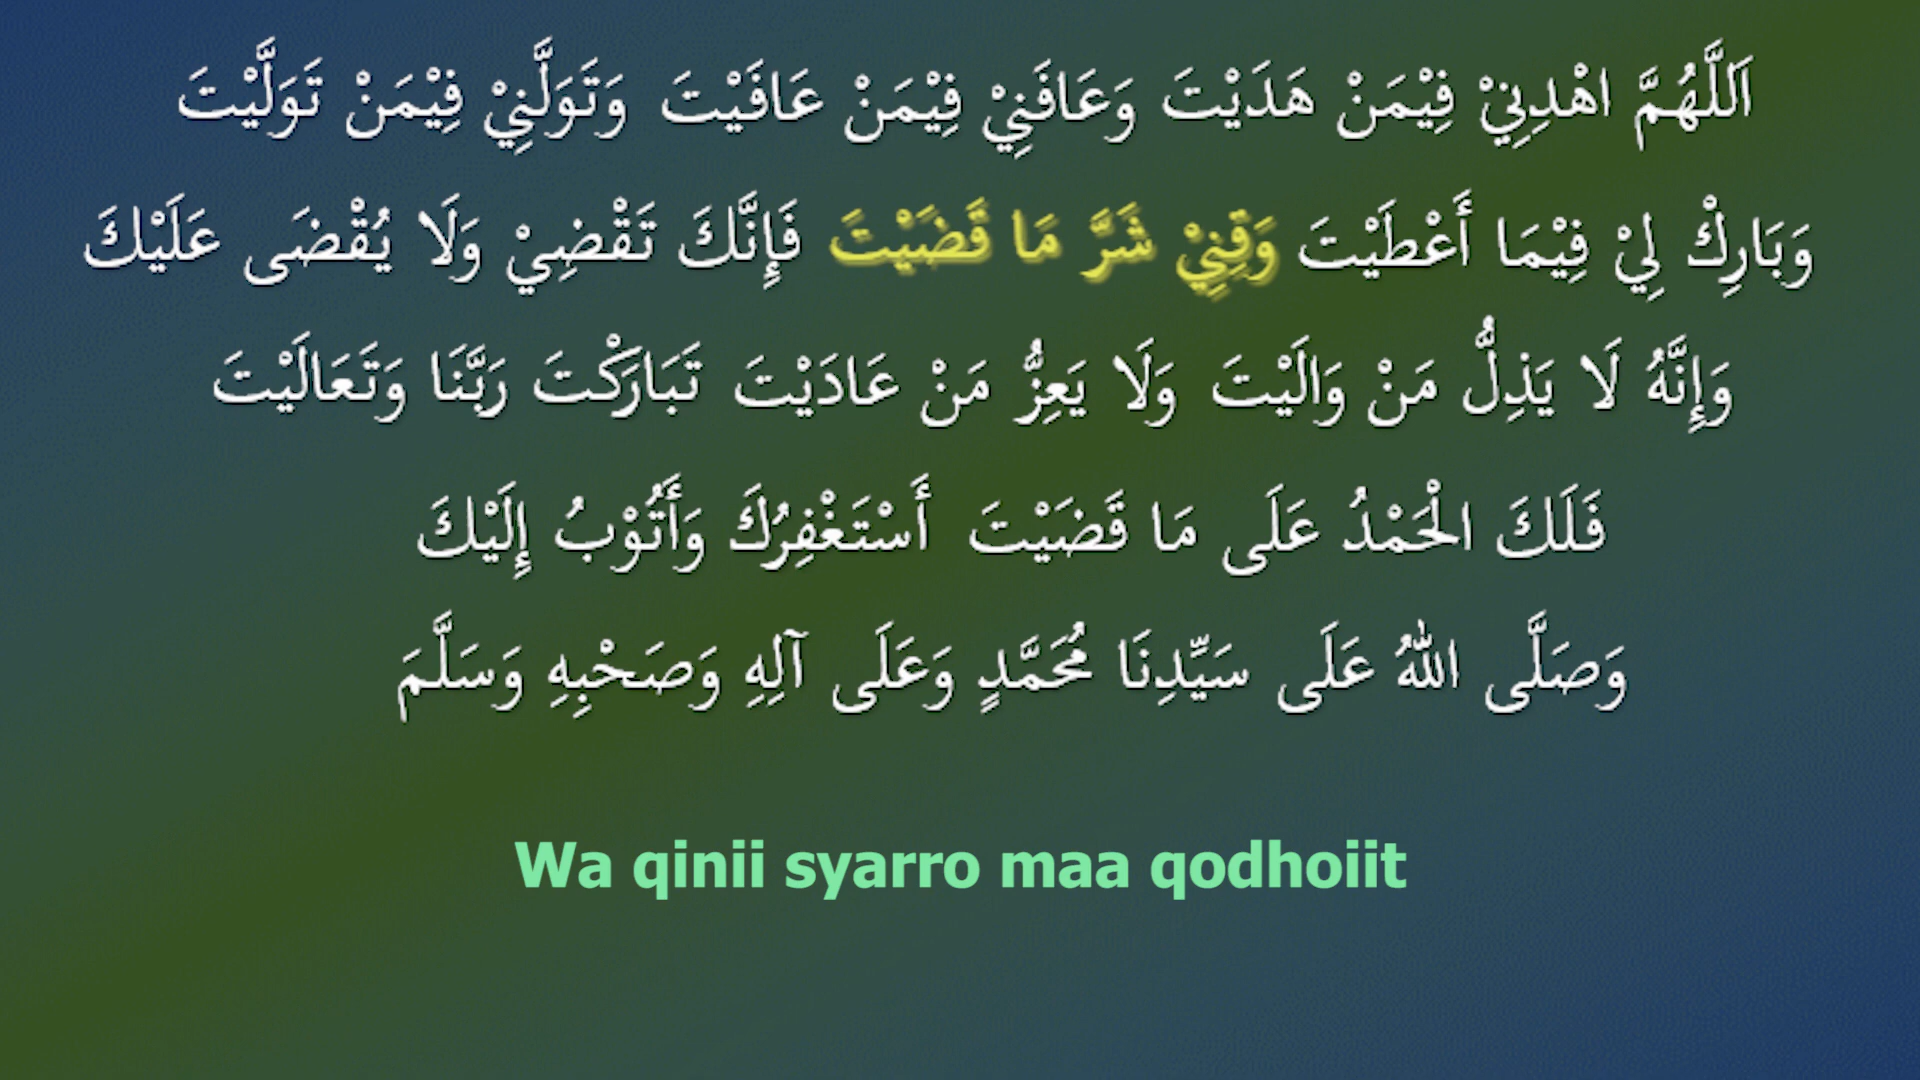 اَللَّهُمَّ اهْدِنِيْ فِيْمَنْ هَدَيْتَ وَعَافَنِيْ فِيْمَنْ عَافَيْتَ وَتَوَلَّنِيْ فِيْمَنْ تَوَلَّيْتَ
وَبَارِكْ لِيْ فِيْمَا أَعْطَيْتَ وَقِنِيْ شَرَّ مَا قَضَيْتَ فَإِنَّكَ تَقْضِيْ وَلَا يُقْضَى عَلَيْكَ
وَإِنَّهُ لَا يَذِلُّ مَنْ وَالَيْتَ وَلَا يَعِزُّ مَنْ عَادَيْتَ تَبَارَكْتَ رَبَّنَا وَتَعَالَيْتَ
فَلَكَ الْحَمْدُ عَلَى مَا قَضَيْتَ أَسْتَغْفِرُكَ وَأَتُوْبُ إِلَيْكَ
وَصَلَّى اللهُ عَلَى سَيِّدِنَا مُحَمَّدٍ وَعَلَى آلِهِ وَصَحْبِهِ وَسَلَّمَ
Wa qinii syarro maa qodhoiit